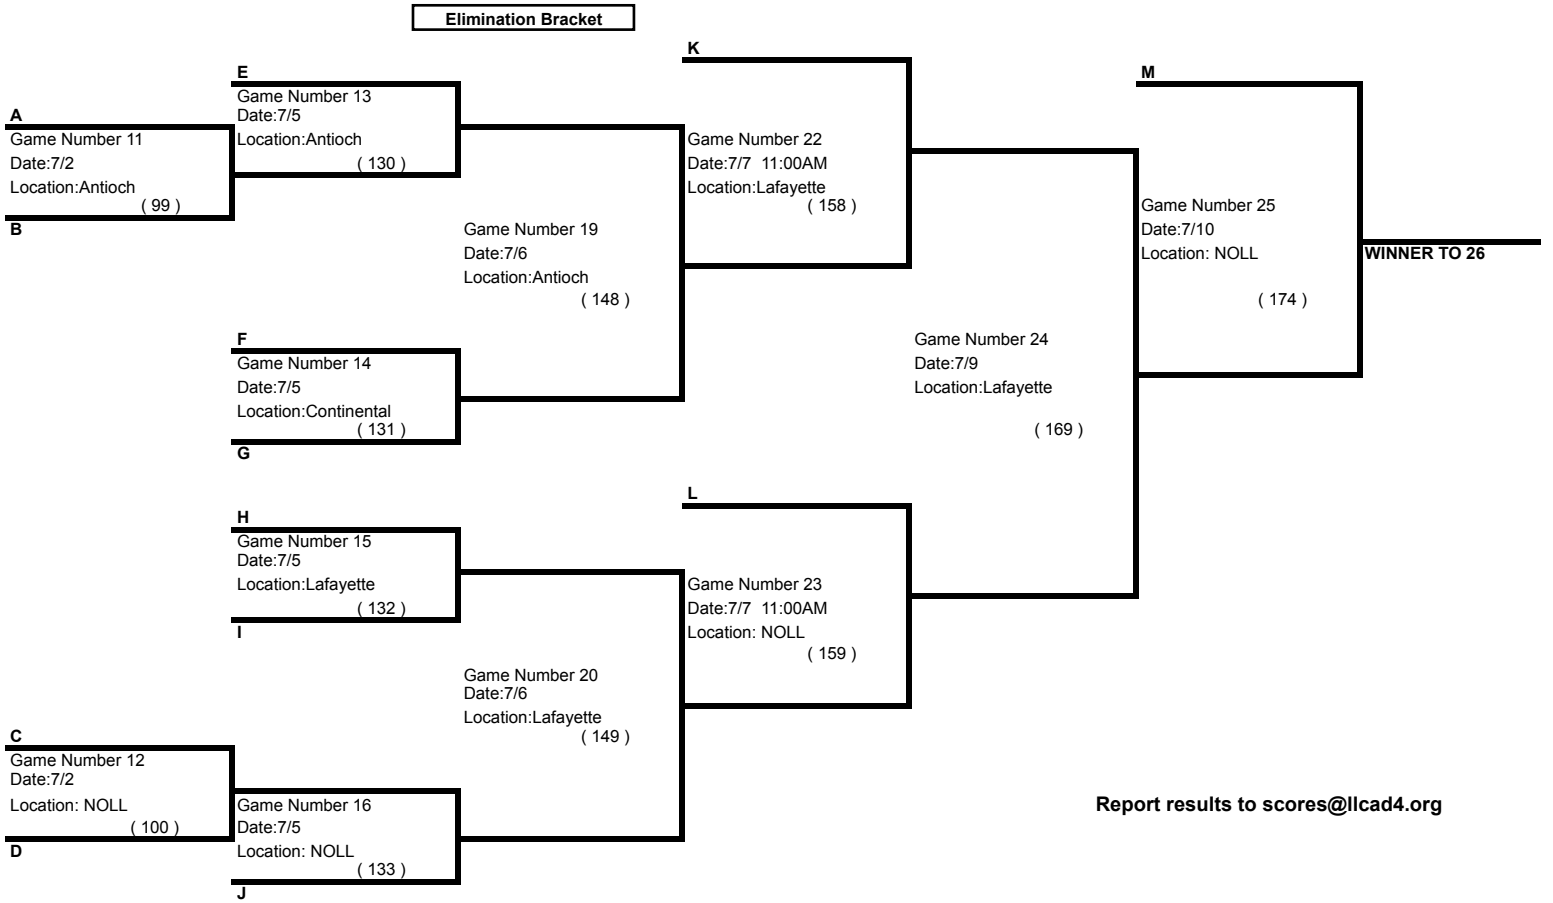 Elimination Bracket
A
Game Number 11
Date:7/2
Location:Antioch
( 99 )
B
E
Game Number 13
Date:7/5
Location:Antioch
( 130 )
Game Number 19
Date:7/6
Location:Antioch
( 148 )
F
Game Number 14
Date:7/5
Location:Continental
( 131 )
G
K
Game Number 22
Date:7/7 11:00AM
Location:Lafayette
( 158 )
M
Game Number 25
Date:7/10
Location: NOLL
( 174 )
WINNER TO 26
Game Number 24
Date:7/9
Location:Lafayette
( 169 )
H
Game Number 15
Date:7/5
Location:Lafayette
( 132 )
I
L
Game Number 23
Date:7/7 11:00AM
Location: NOLL
( 159 )
Game Number 20
Date:7/6
Location:Lafayette
( 149 )
C
Game Number 12
Date:7/2
Location: NOLL
( 100 )
D
Game Number 16
Date:7/5
Location: NOLL
( 133 )
J
Report results to scores@llcad4.org